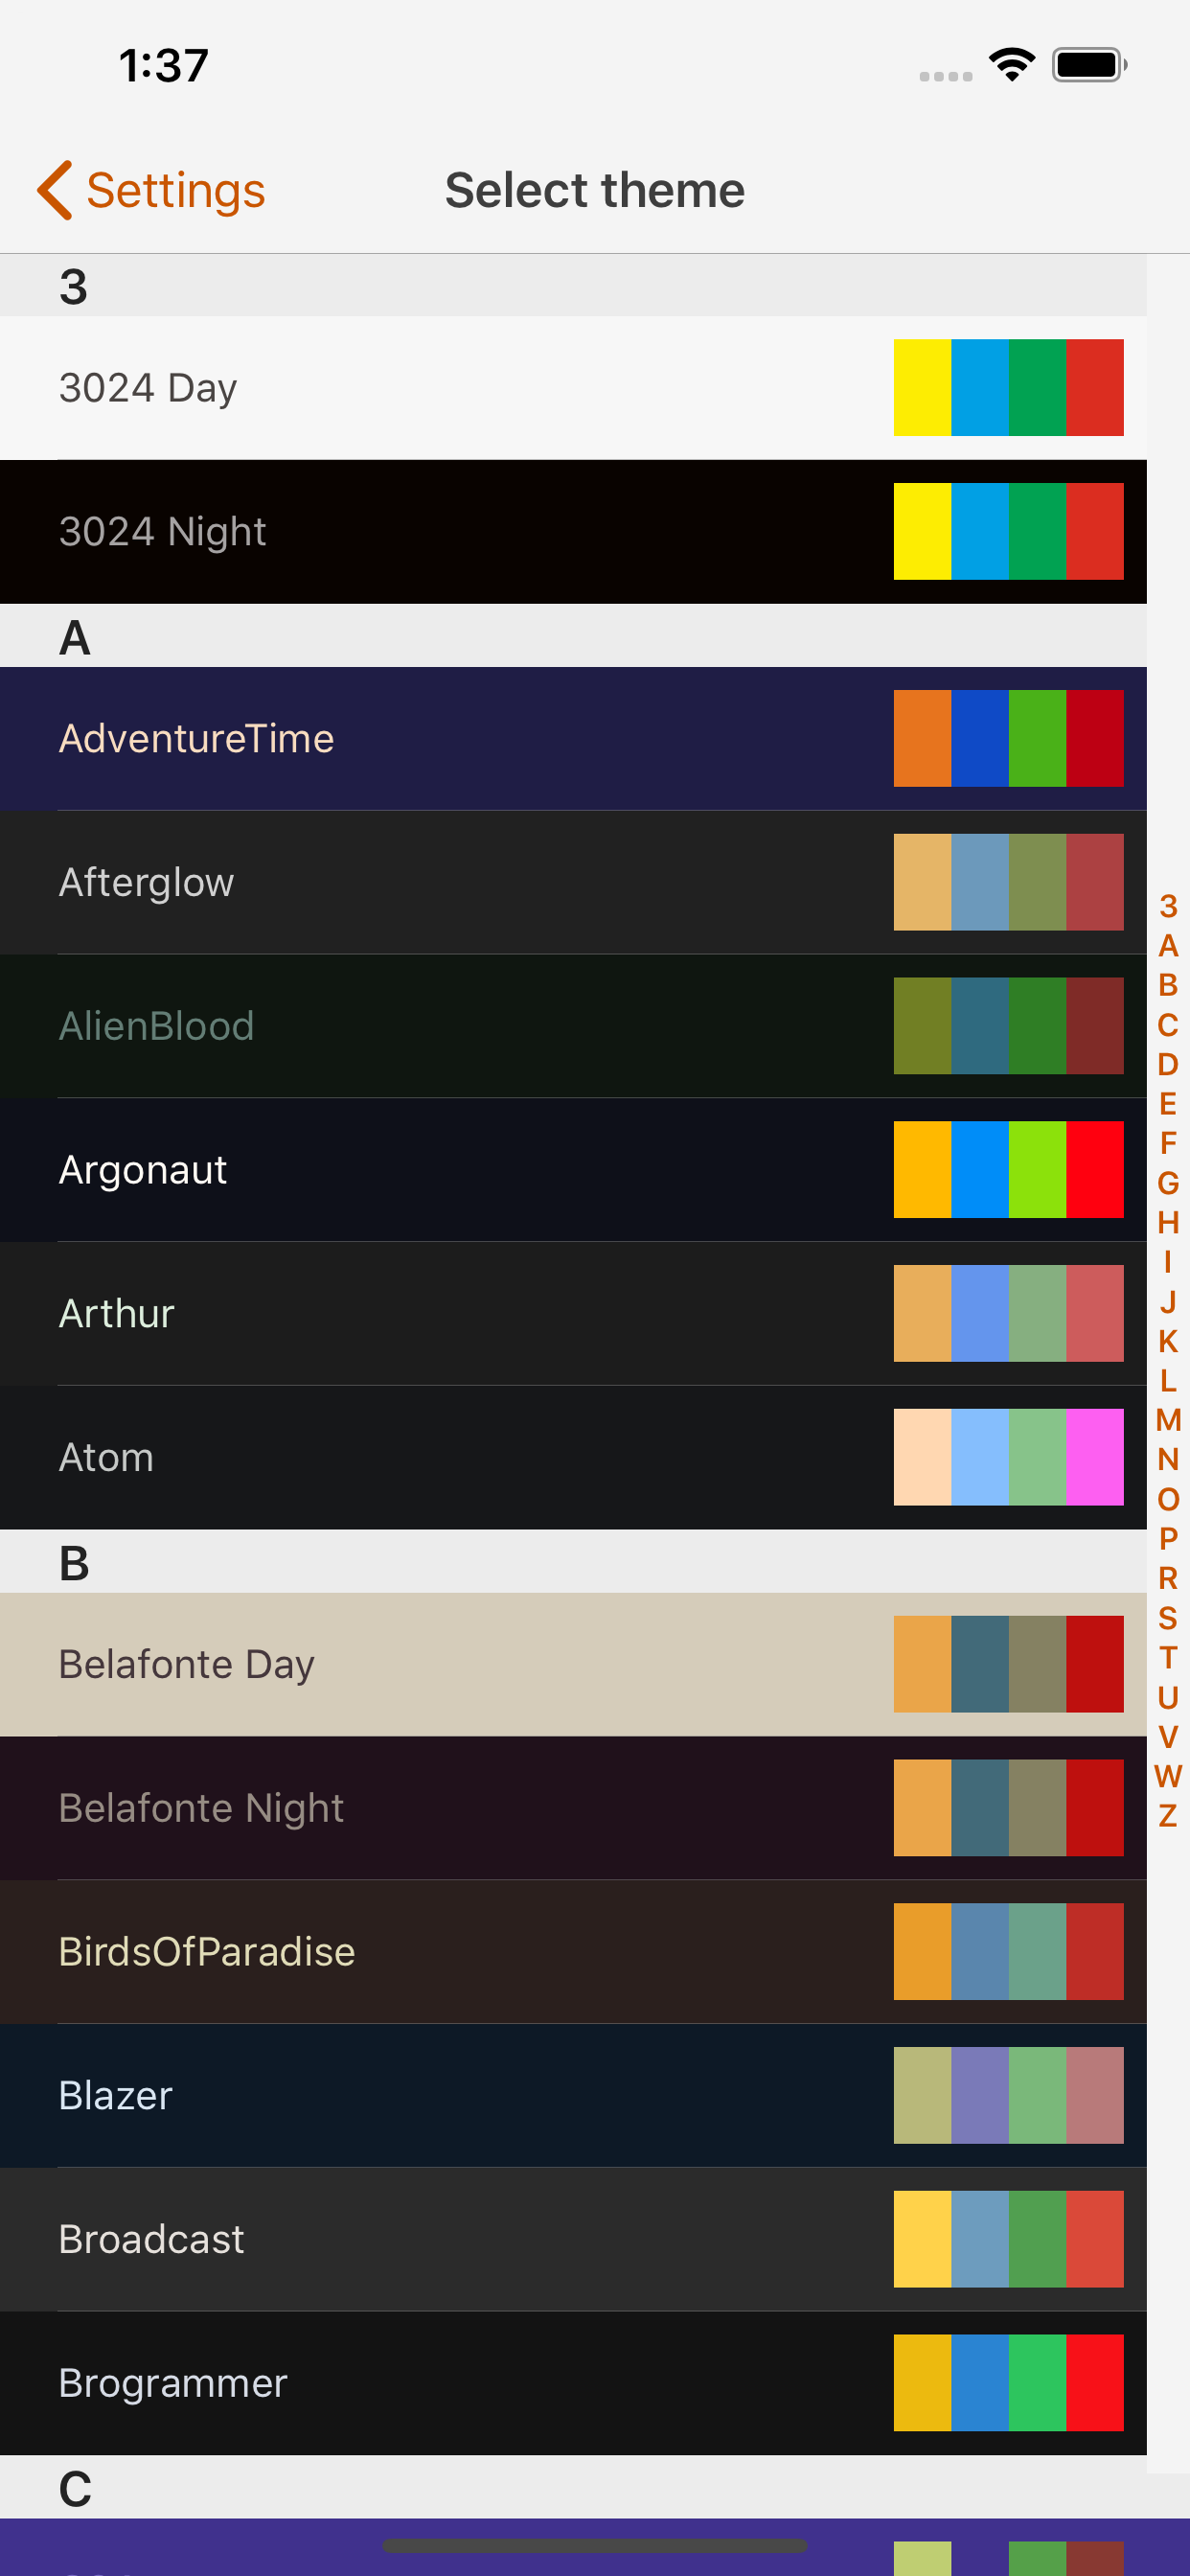 1:37
Settings
Select theme
3
3024 Day
3024 Night
A
AdventureTime
Afterglow
AlienBlood
Argonaut
Arthur
Atom
B
Belafonte Day
Belafonte Night
BirdsOfParadise
Blazer
Broadcast
Brogrammer
C
3
A
B
C
D
E
F
G
H
I
J
K
L
M
N
O
P
R
S
T
U
V
W
Z